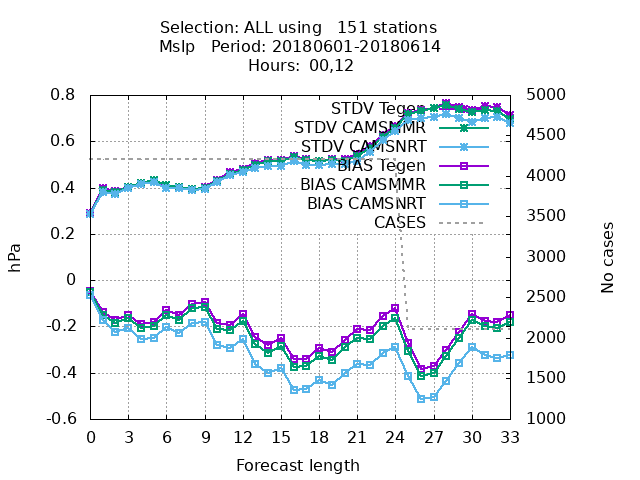 Selection: ALL using   151 stations
Mslp   Period: 20180601-20180614
Hours: 00,12
0.8
0.6
0.4
0.2
0
-0.2
-0.4
-0.6
hPa
STDV Tegen
STDV CAMSNMR
STDV CAMSNRT
BIAS Tegen
BIAS CAMSMMR
BIAS CAMSNRT
CASES
5000
4500
4000
3500
3000
2500
2000
1500
1000
No cases
0 3 6 9 12 15 18 21 24 27 30 33
Forecast length